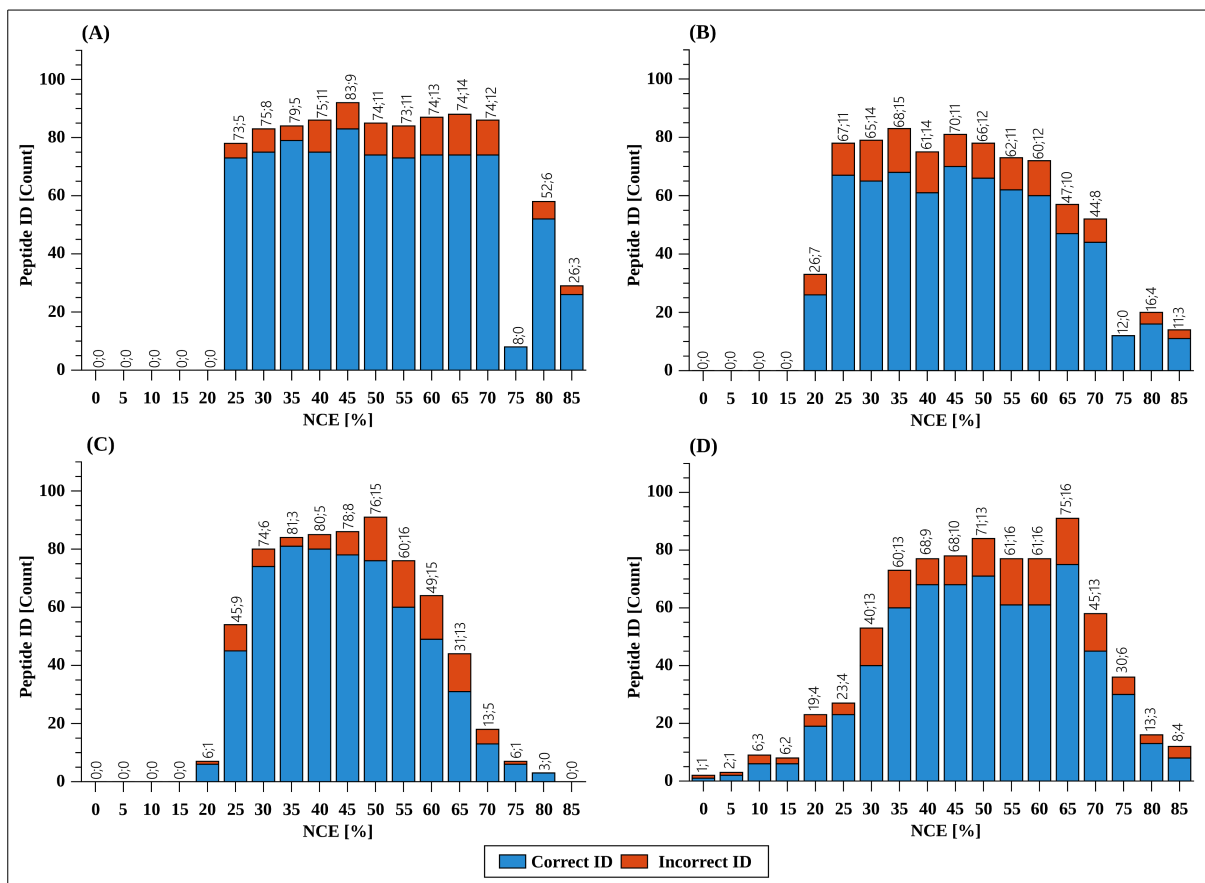 (A)
Peptide ID [Count]
100
80
60
40
20
0
0;0 0;0 0;0 0;0 0;0 73;5 75;8 79;5 75;11 83;9 74;11 73;11 74;13 74;14 74;12 8;0 52;6 26;3
0 5 10 15 20 25 30 35 40 45 50 55 60 65 70 75 80 85
NCE [%]
(B)
Peptide ID [Count]
100
80
60
40
20
0
0;0 0;0 0;0 0;0 26;7 67;11 65;14 68;15 61;14 70;11 66;12 62;11 60;12 47;10 44;8 12;0 16;4 11;3
0 5 10 15 20 25 30 35 40 45 50 55 60 65 70 75 80 85
NCE [%]
(C)
Peptide ID [Count]
100
80
60
40
20
0
0;0 0;0 0;0 0;0 6;1 45;9 74;6 81;3 80;5 78;8 76;15 60;16 49;15 31;13 13;5 6;1 3;0 0;0
0 5 10 15 20 25 30 35 40 45 50 55 60 65 70 75 80 85
NCE [%]
(D)
Peptide ID [Count]
100
80
60
40
20
0
1;1 2;1 6;3 6;2 19;4 23;4 40;13 60;13 68;9 68;10 71;13 61;16 61;16 75;16 45;13 30;6 13;3 8;4
0 5 10 15 20 25 30 35 40 45 50 55 60 65 70 75 80 85
NCE [%]
Correct ID Incorrect ID